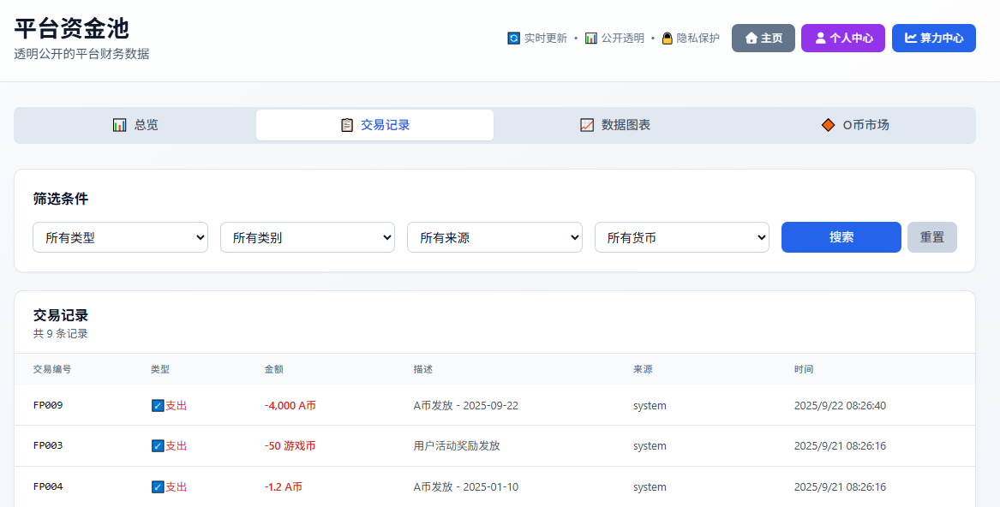 平台资金池
透明公开的平台财务数据
实时更新 • 公开透明 • 隐私保护
主页 个人中心 算力中心
总览 交易记录 数据图表 O币市场
筛选条件
所有类型 所有类别 所有来源 所有货币 搜索 重置
交易记录
共 9 条记录
交易编号 类型 金额 描述 来源 时间
FP009 支出 -4,000 A币 A币发放 - 2025-09-22 system 2025/9/22 08:26:40
FP003 支出 -50 游戏币 用户活动奖励发放 system 2025/9/21 08:26:16
FP004 支出 -1.2 A币 A币发放 - 2025-01-10 system 2025/9/21 08:26:16